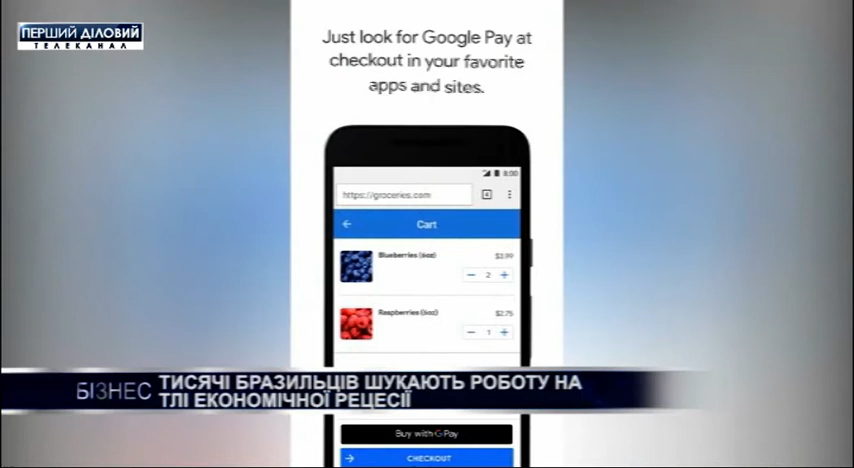 ПЕРШИЙ ДІЛОВИЙ
ТЕЛЕКАНАЛ
Just look for Google Pay at
checkout in your favorite
apps and sites.
8:00
https://groceries.com
Cart
Blueberries (6oz)
$3.99
2
Raspberries (6oz)
$2.75
1
БІЗНЕС
ТИСЯЧІ БРАЗИЛЬЦІВ ШУКАЮТЬ РОБОТУ НА
ТЛІ ЕКОНОМІЧНОЇ РЕЦЕСІЇ
Buy with G Pay
CHECKOUT